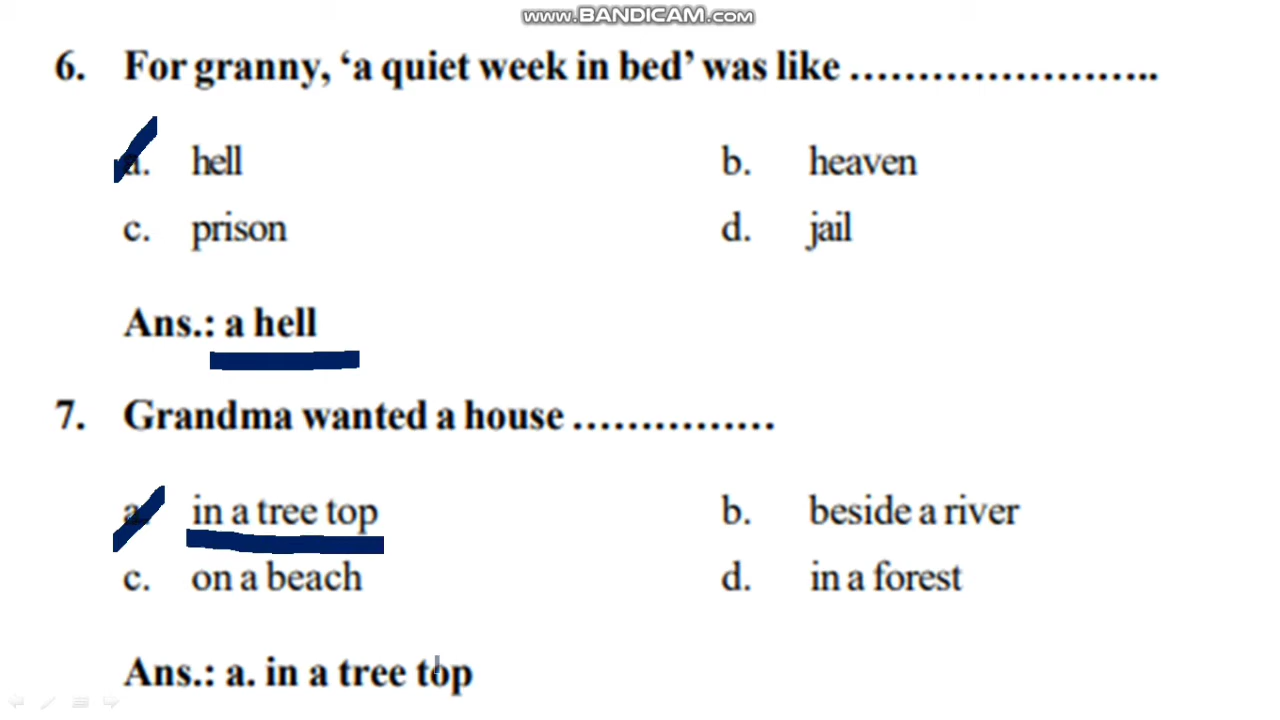 www.BANDICAM.com
6. For granny, ‘a quiet week in bed’ was like ……………………..
a. hell b. heaven
c. prison d. jail
Ans.: a hell
7. Grandma wanted a house ……………
a. in a tree top b. beside a river
c. on a beach d. in a forest
Ans.: a. in a tree top